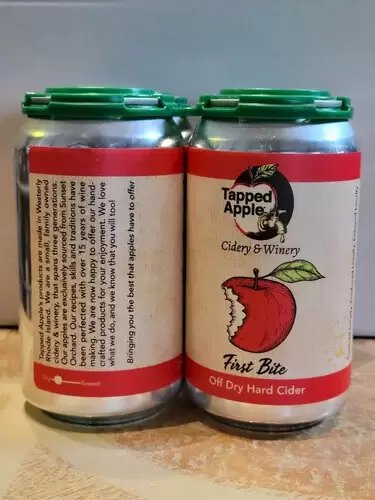 Tapped Apple's products are made in Westerly
Rhode Island. We are a small, family owned
cidery & winery, that spans three generations.
Our apples are exclusively sourced from Sunset
Orchard. Our recipes, skills and traditions have
been perfected with over 15 years of wine
making. We are now happy to offer our hand-
crafted products for your enjoyment. We love
what we do, and we know that you will too!
Bringing you the best that apples have to offer
Sweet
Tapped
Apple
Cidery & Winery
First Bite
Off Dry Hard Cider